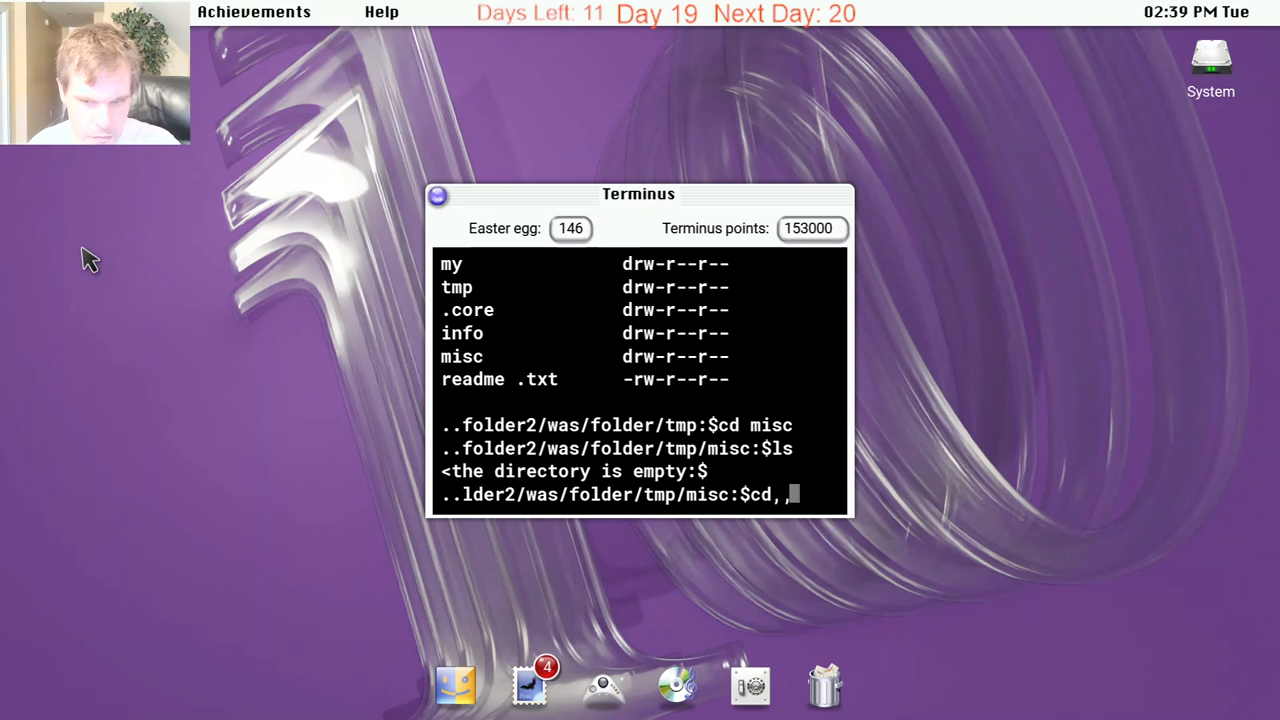 Achievements Help Days Left: 11 Day 19 Next Day: 20 02:39 PM Tue
System
Terminus
Easter egg: 146 Terminus points: 153000
my drw-r--r--
tmp drw-r--r--
.core drw-r--r--
info drw-r--r--
misc drw-r--r--
readme .txt -rw-r--r--
..folder2/was/folder/tmp:$cd misc
..folder2/was/folder/tmp/misc:$ls
<the directory is empty:$
..lder2/was/folder/tmp/misc:$cd,,
4